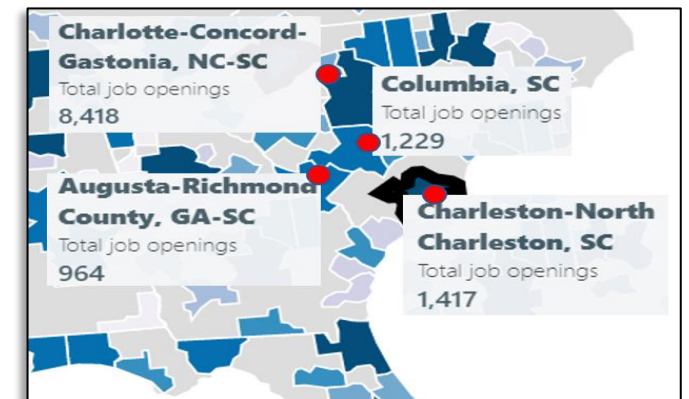 Charlotte-Concord-
Gastonia, NC-SC
Total job openings
8,418
Columbia, SC
Total job openings
1,229
Augusta-Richmond
County, GA-SC
Total job openings
964
Charleston-North
Charleston, SC
Total job openings
1,417